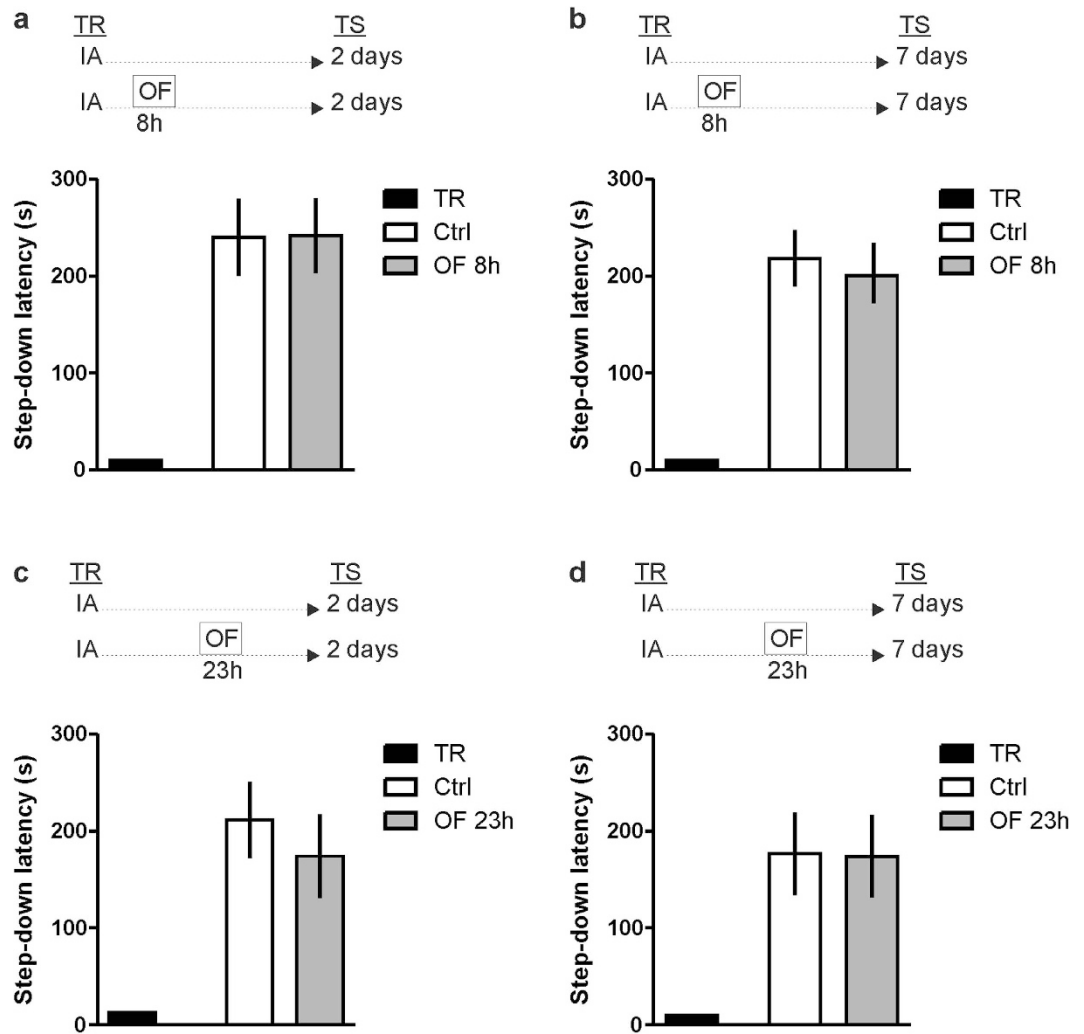 a
TR TS
IA 2 days
OF
IA 2 days
8h
Step-down latency (s)
300
200
100
0
TR
Ctrl
OF 8h
b
TR TS
IA 7 days
OF
IA 7 days
8h
Step-down latency (s)
300
200
100
0
TR
Ctrl
OF 8h
c
TR TS
IA 2 days
OF
IA 2 days
23h
Step-down latency (s)
300
200
100
0
TR
Ctrl
OF 23h
d
TR TS
IA 7 days
OF
IA 7 days
23h
Step-down latency (s)
300
200
100
0
TR
Ctrl
OF 23h